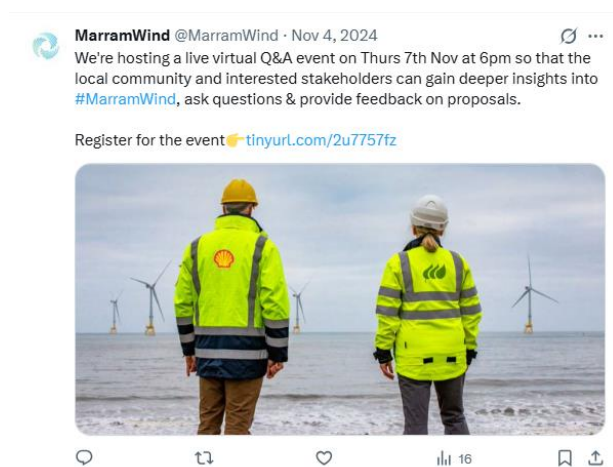 MarramWind @MarramWind · Nov 4, 2024
We're hosting a live virtual Q&A event on Thurs 7th Nov at 6pm so that the
local community and interested stakeholders can gain deeper insights into
#MarramWind, ask questions & provide feedback on proposals.
Register for the event👉tinyurl.com/2u7757fz
16